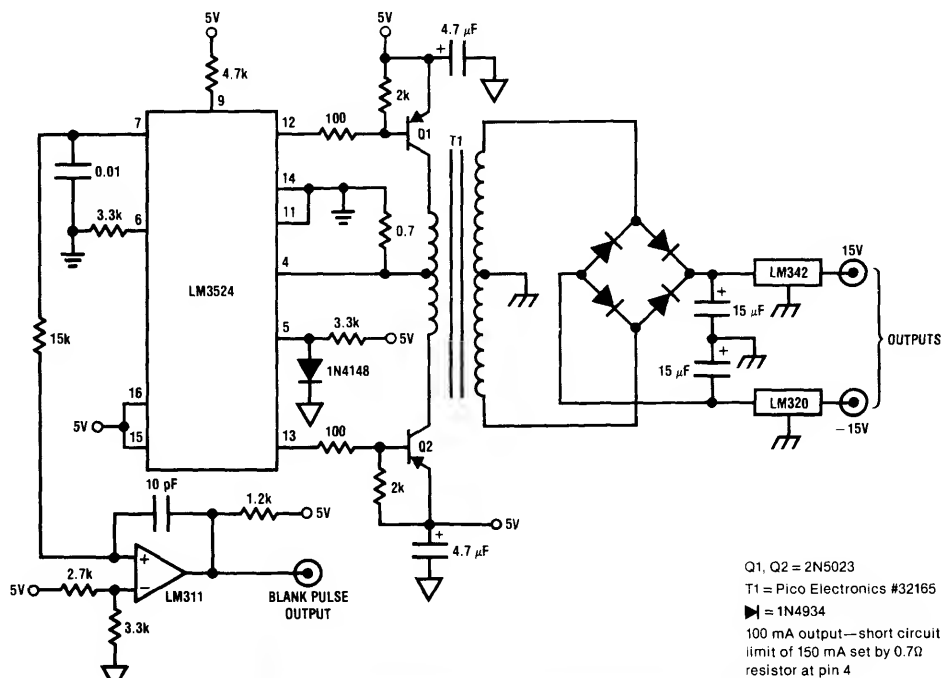 5V
4.7k
9
7
0.01
3.3k
6
15k
LM3524
12
14
11
4
5
13
16
15
5V
100
5V
2k
4.7 µF
+
Q1
T1
0.7
3.3k
5V
1N4148
100
Q2
2k
5V
+
4.7 µF
10 pF
1.2k
5V
+
−
LM311
5V
2.7k
3.3k
BLANK PULSE
OUTPUT
+
15 µF
+
15 µF
LM342
15V
LM320
−15V
OUTPUTS
Q1, Q2 = 2N5023
T1 = Pico Electronics #32165
= 1N4934
100 mA output—short circuit
limit of 150 mA set by 0.7Ω
resistor at pin 4